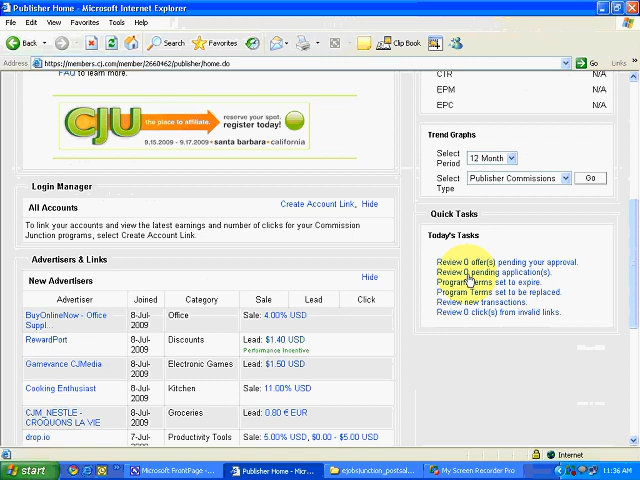 Publisher Home - Microsoft Internet Explorer
File Edit View Favorites Tools Help
Back Search Favorites Clip Book
Address https://members.cj.com/member/2660462/publisher/home.do Go Links
FAQ to learn more.
CJU the place to affiliate. reserve your spot. register today!
9.15.2009 - 9.17.2009 • santa barbara • california
CTR N/A
EPM N/A
EPC N/A
Trend Graphs
Select Period 12 Month
Select Type Publisher Commissions Go
Login Manager
All Accounts Create Account Link, Hide
To link your accounts and view the latest earnings and number of clicks for your Commission
Junction programs, select Create Account Link.
Quick Tasks
Today's Tasks
Review 0 offer(s) pending your approval.
Review 0 pending application(s).
Program Terms set to expire.
Program Terms set to be replaced.
Review new transactions.
Review 0 click(s) from invalid links.
Advertisers & Links
New Advertisers Hide
Advertiser Joined Category Sale Lead Click
BuyOnlineNow - Office Suppl... 8-Jul-2009 Office Sale: 4.00% USD
RewardPort 8-Jul-2009 Discounts Lead: $1.40 USD
Performance Incentive
Gamevance CJMedia 8-Jul-2009 Electronic Games Lead: $1.50 USD
Cooking Enthusiast 8-Jul-2009 Kitchen Sale: 11.00% USD
CJM_NESTLE - CROQUONS LA VIE 8-Jul-2009 Groceries Lead: 0.80 € EUR
drop.io 7-Jul- Productivity Tools Sale: 5.00% USD, $0.00 - $5.00 USD
Internet
start Microsoft FrontPage -... Publisher Home - Micr... ejobsjunction_postsal... My Screen Recorder Pro 11:36 AM